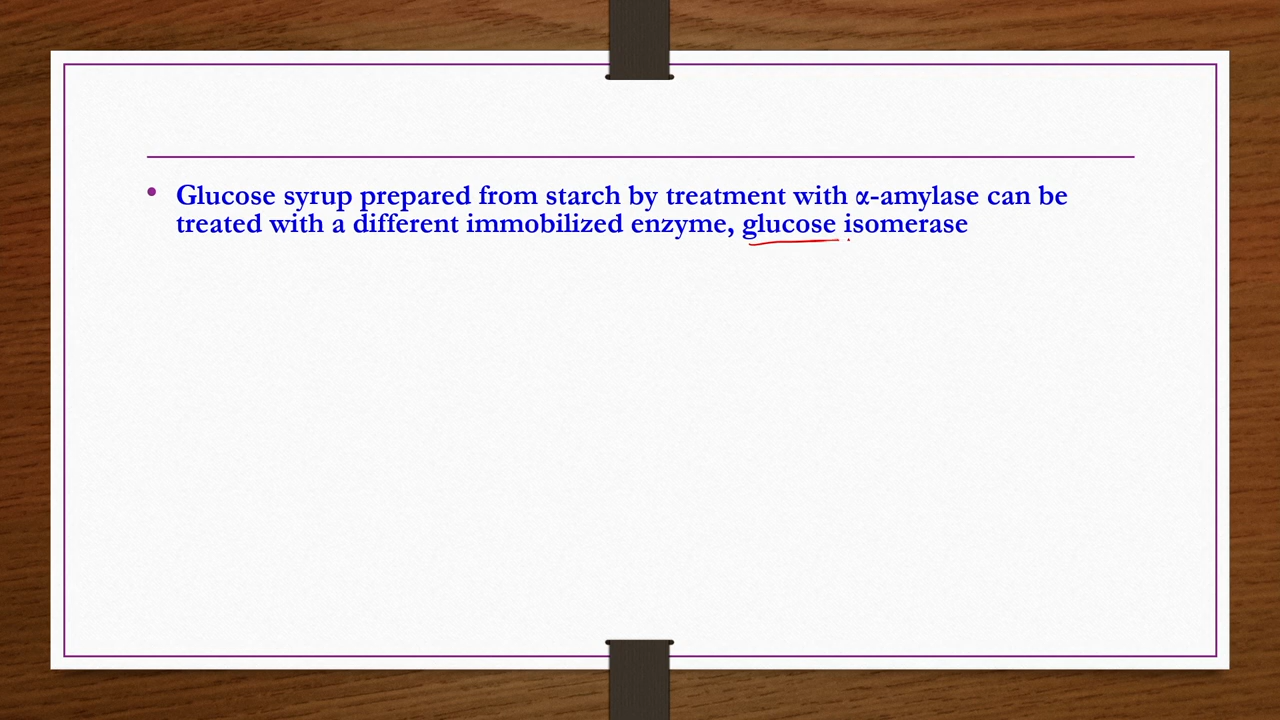 • Glucose syrup prepared from starch by treatment with α-amylase can be
treated with a different immobilized enzyme, glucose isomerase